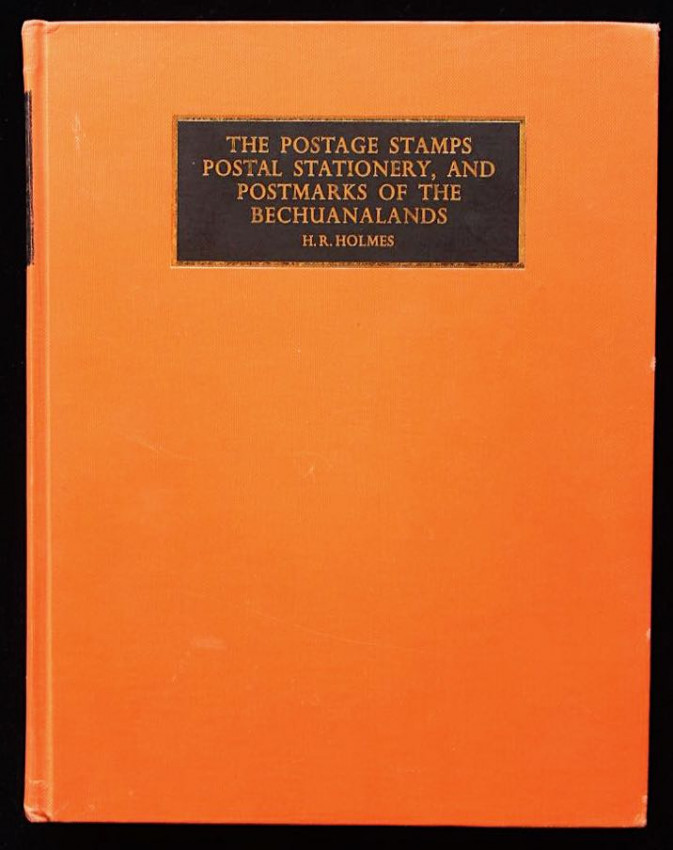 THE POSTAGE STAMPS
POSTAL STATIONERY, AND
POSTMARKS OF THE
BECHUANALANDS
H. R. HOLMES